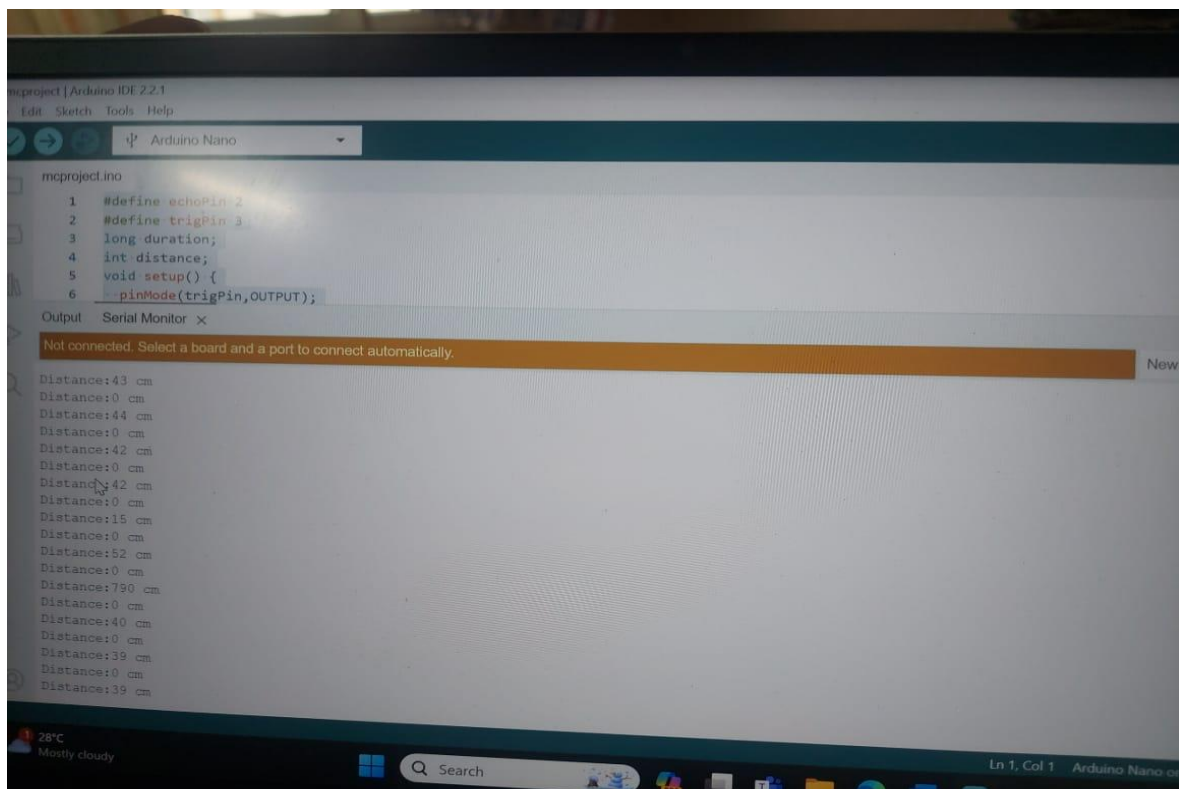 mcproject | Arduino IDE 2.2.1
Edit Sketch Tools Help
Arduino Nano
mcproject.ino
1 #define echoPin 2
2 #define trigPin 3
3 long duration;
4 int distance;
5 void setup() {
6 pinMode(trigPin,OUTPUT);
Output Serial Monitor
Not connected. Select a board and a port to connect automatically.
New
Distance:43 cm
Distance:0 cm
Distance:44 cm
Distance:0 cm
Distance:42 cm
Distance:0 cm
Distance:42 cm
Distance:0 cm
Distance:15 cm
Distance:0 cm
Distance:52 cm
Distance:0 cm
Distance:790 cm
Distance:0 cm
Distance:40 cm
Distance:0 cm
Distance:39 cm
Distance:0 cm
Distance:39 cm
Ln 1, Col 1 Arduino Nano
1
28°C
Mostly cloudy
Search